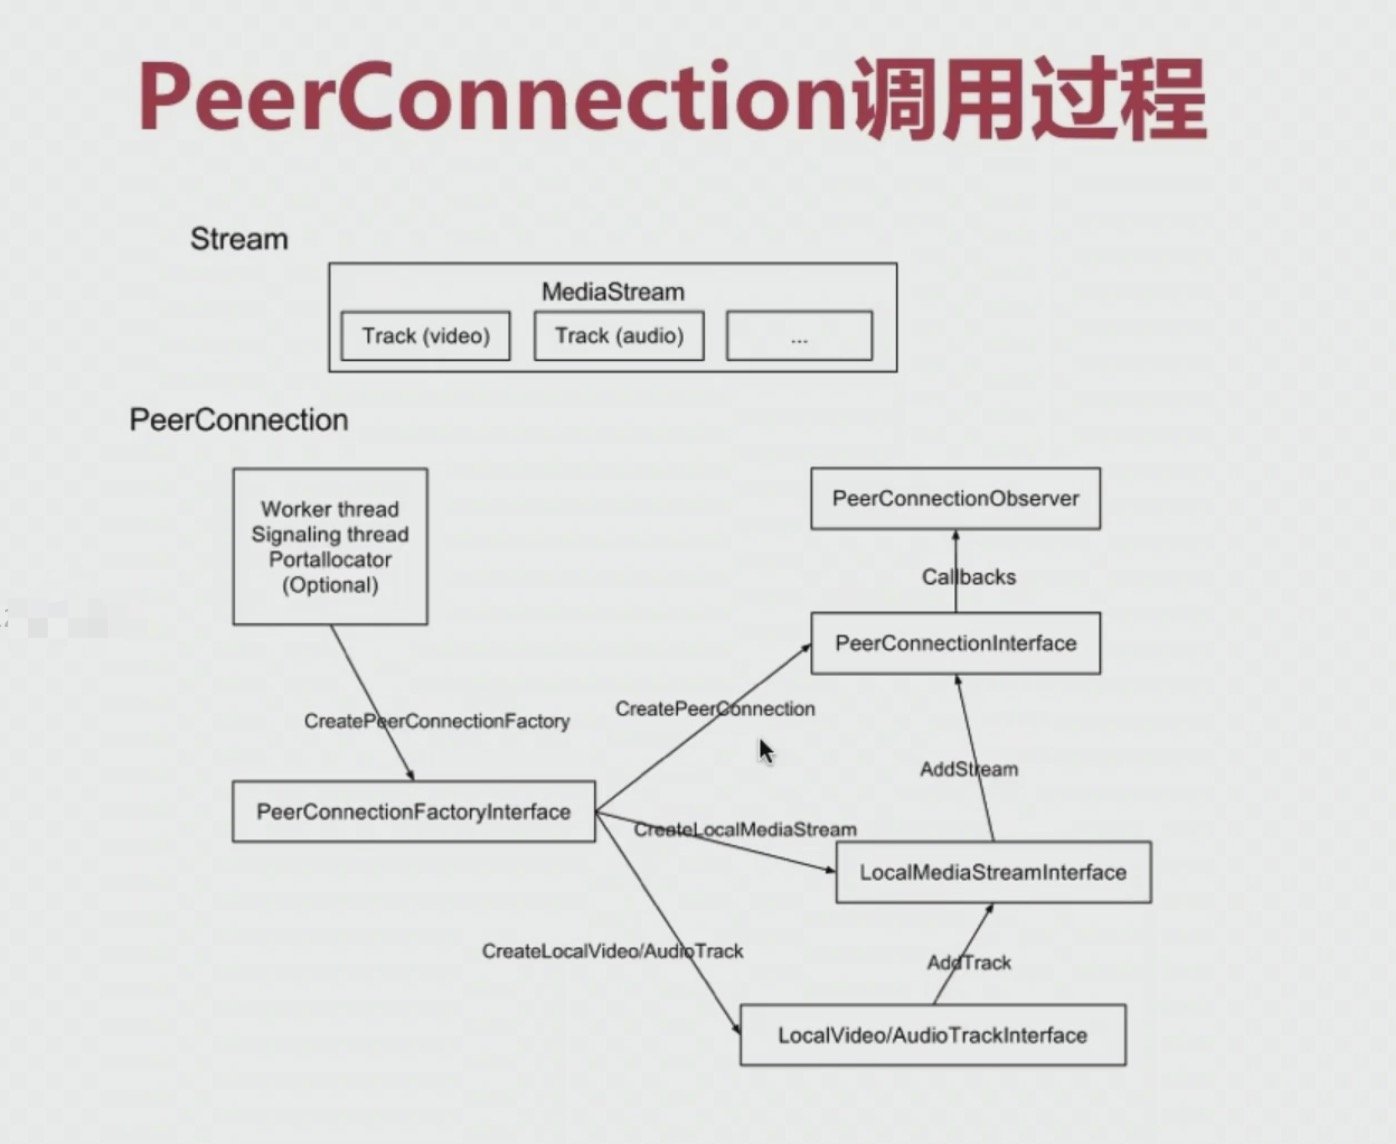 PeerConnection调用过程
Stream
MediaStream
Track (video)
Track (audio)
...
PeerConnection
Worker thread
Signaling thread
Portallocator
(Optional)
PeerConnectionObserver
Callbacks
PeerConnectionInterface
CreatePeerConnection
CreatePeerConnectionFactory
AddStream
PeerConnectionFactoryInterface
CreateLocalMediaStream
LocalMediaStreamInterface
CreateLocalVideo/AudioTrack
AddTrack
LocalVideo/AudioTrackInterface